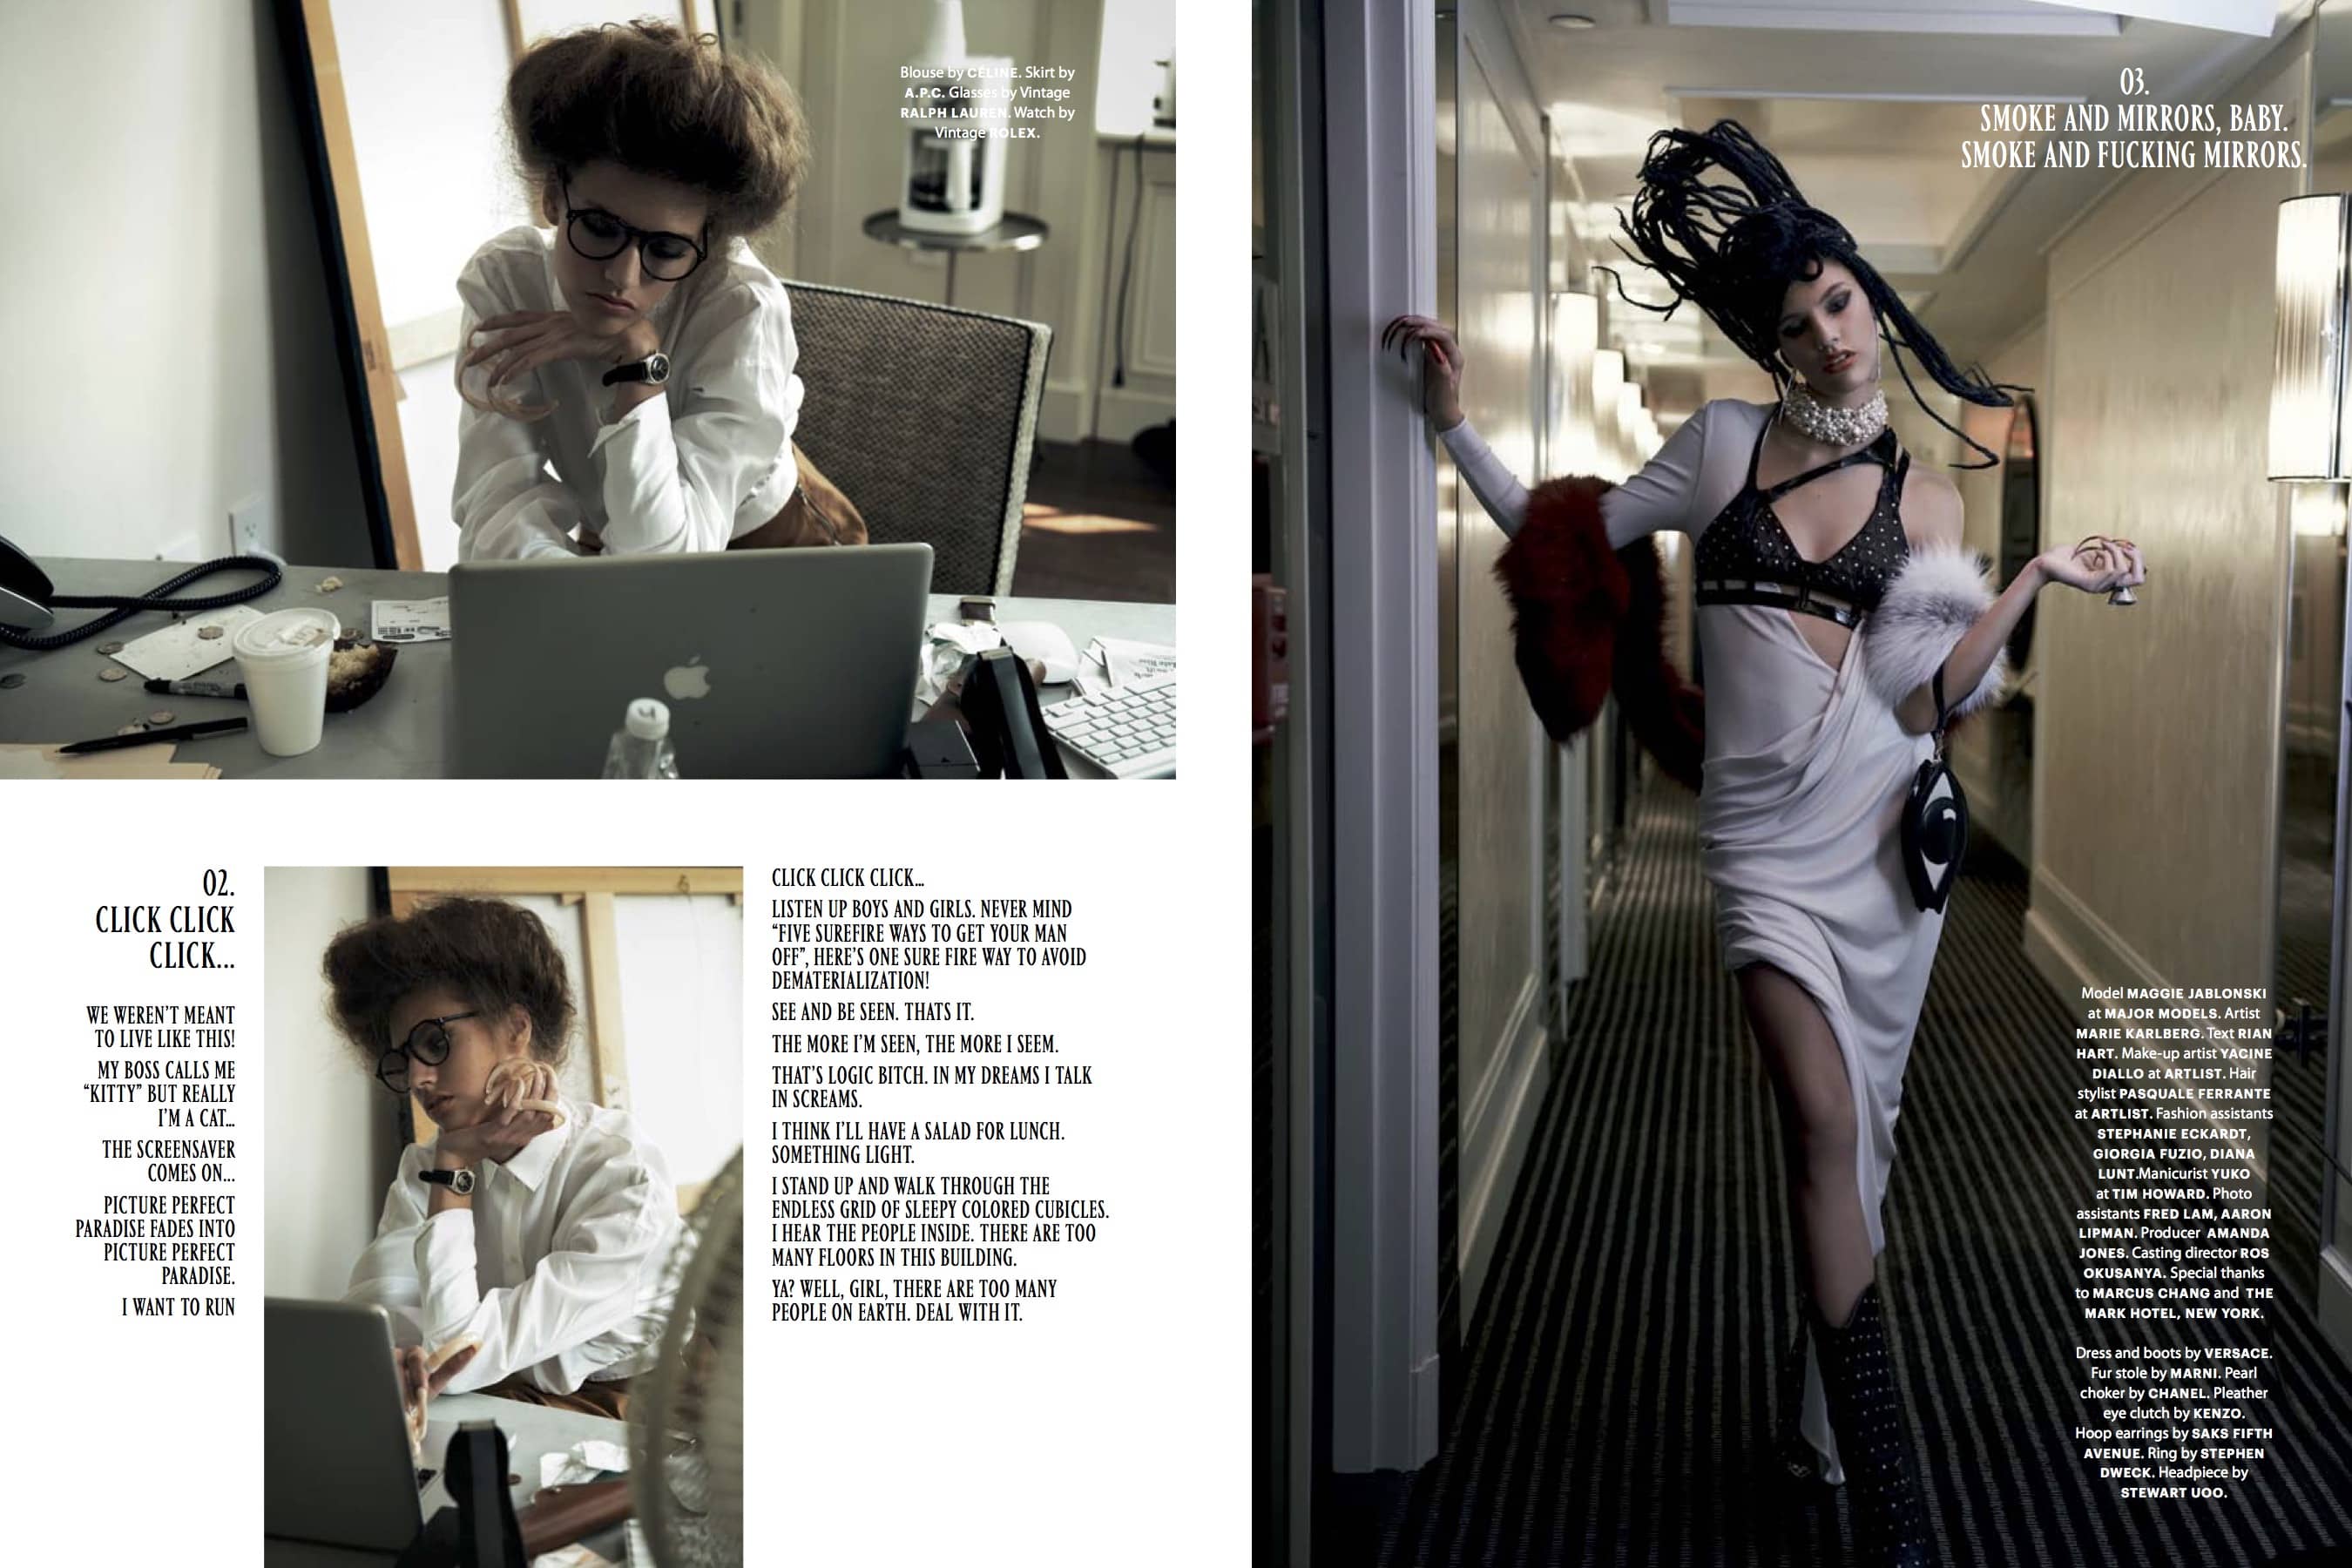 Blouse by CÉLINE. Skirt by
A.P.C. Glasses by Vintage
RALPH LAUREN. Watch by
Vintage ROLEX.
02.
CLICK CLICK
CLICK...
WE WEREN'T MEANT
TO LIVE LIKE THIS!
MY BOSS CALLS ME
“KITTY” BUT REALLY
I'M A CAT...
THE SCREENSAVER
COMES ON...
PICTURE PERFECT
PARADISE FADES INTO
PICTURE PERFECT
PARADISE.
I WANT TO RUN
CLICK CLICK CLICK...
LISTEN UP BOYS AND GIRLS. NEVER MIND
“FIVE SUREFIRE WAYS TO GET YOUR MAN
OFF”, HERE'S ONE SURE FIRE WAY TO AVOID
DEMATERIALIZATION!
SEE AND BE SEEN. THATS IT.
THE MORE I'M SEEN, THE MORE I SEEM.
THAT'S LOGIC BITCH. IN MY DREAMS I TALK
IN SCREAMS.
I THINK I'LL HAVE A SALAD FOR LUNCH.
SOMETHING LIGHT.
I STAND UP AND WALK THROUGH THE
ENDLESS GRID OF SLEEPY COLORED CUBICLES.
I HEAR THE PEOPLE INSIDE. THERE ARE TOO
MANY FLOORS IN THIS BUILDING.
YA? WELL, GIRL, THERE ARE TOO MANY
PEOPLE ON EARTH. DEAL WITH IT.
03.
SMOKE AND MIRRORS, BABY.
SMOKE AND FUCKING MIRRORS.
Model MAGGIE JABLONSKI
at MAJOR MODELS. Artist
MARIE KARLBERG. Text RIAN
HART. Make-up artist YACINE
DIALLO at ARTLIST. Hair
stylist PASQUALE FERRANTE
at ARTLIST. Fashion assistants
STEPHANIE ECKARDT,
GIORGIA FUZIO, DIANA
LUNT.Manicurist YUKO
at TIM HOWARD. Photo
assistants FRED LAM, AARON
LIPMAN. Producer AMANDA
JONES. Casting director ROS
OKUSANYA. Special thanks
to MARCUS CHANG and THE
MARK HOTEL, NEW YORK.
Dress and boots by VERSACE.
Fur stole by MARNI. Pearl
choker by CHANEL. Pleather
eye clutch by KENZO.
Hoop earrings by SAKS FIFTH
AVENUE. Ring by STEPHEN
DWECK. Headpiece by
STEWART UOO.